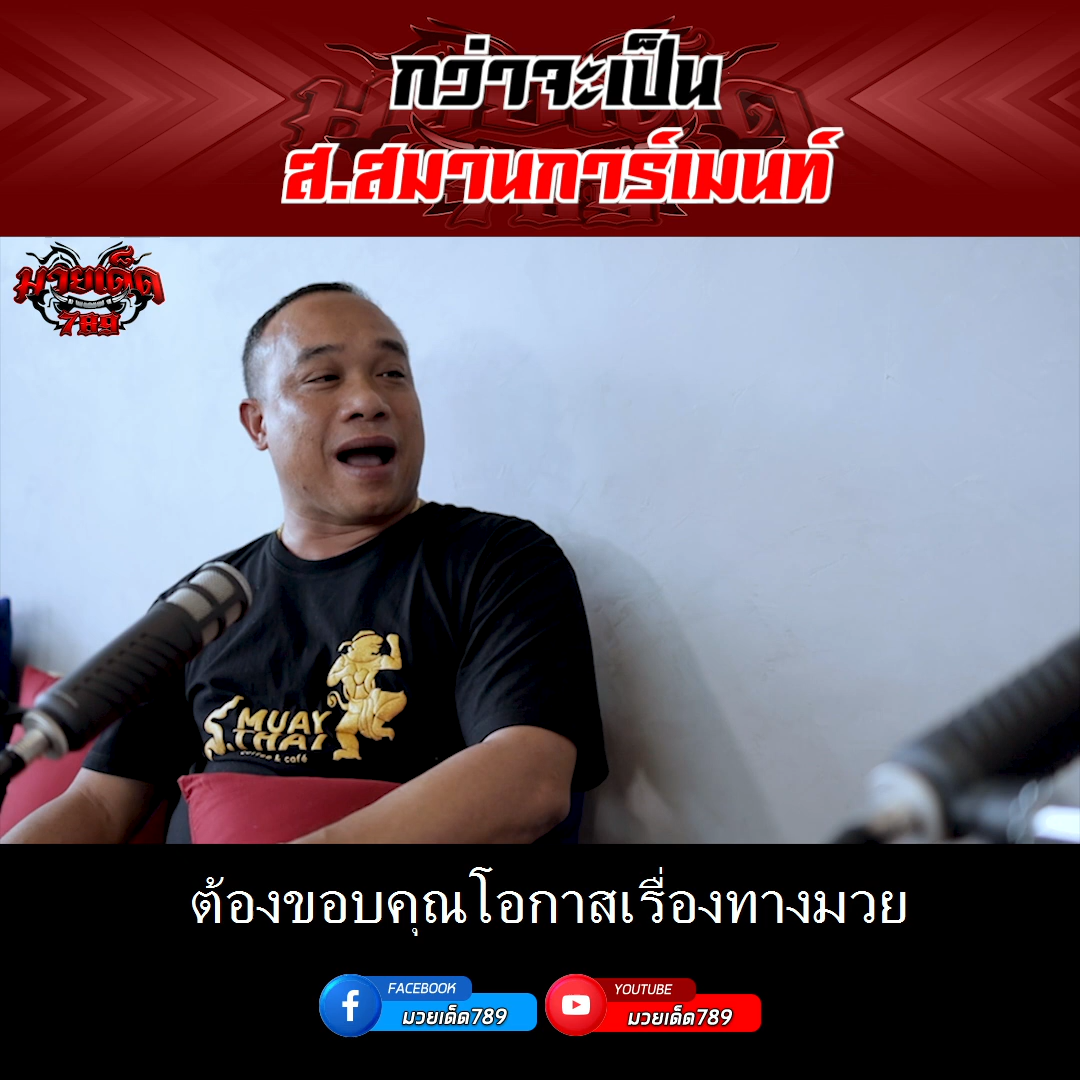 กว่าจะเป็น
ส.สมานการ์เมนท์
มวยเด็ด
789
S.MUAY
THAI
coffee & café
ต้องขอบคุณโอกาสเรื่องทางมวย
FACEBOOK
มวยเด็ด789
YOUTUBE
มวยเด็ด789